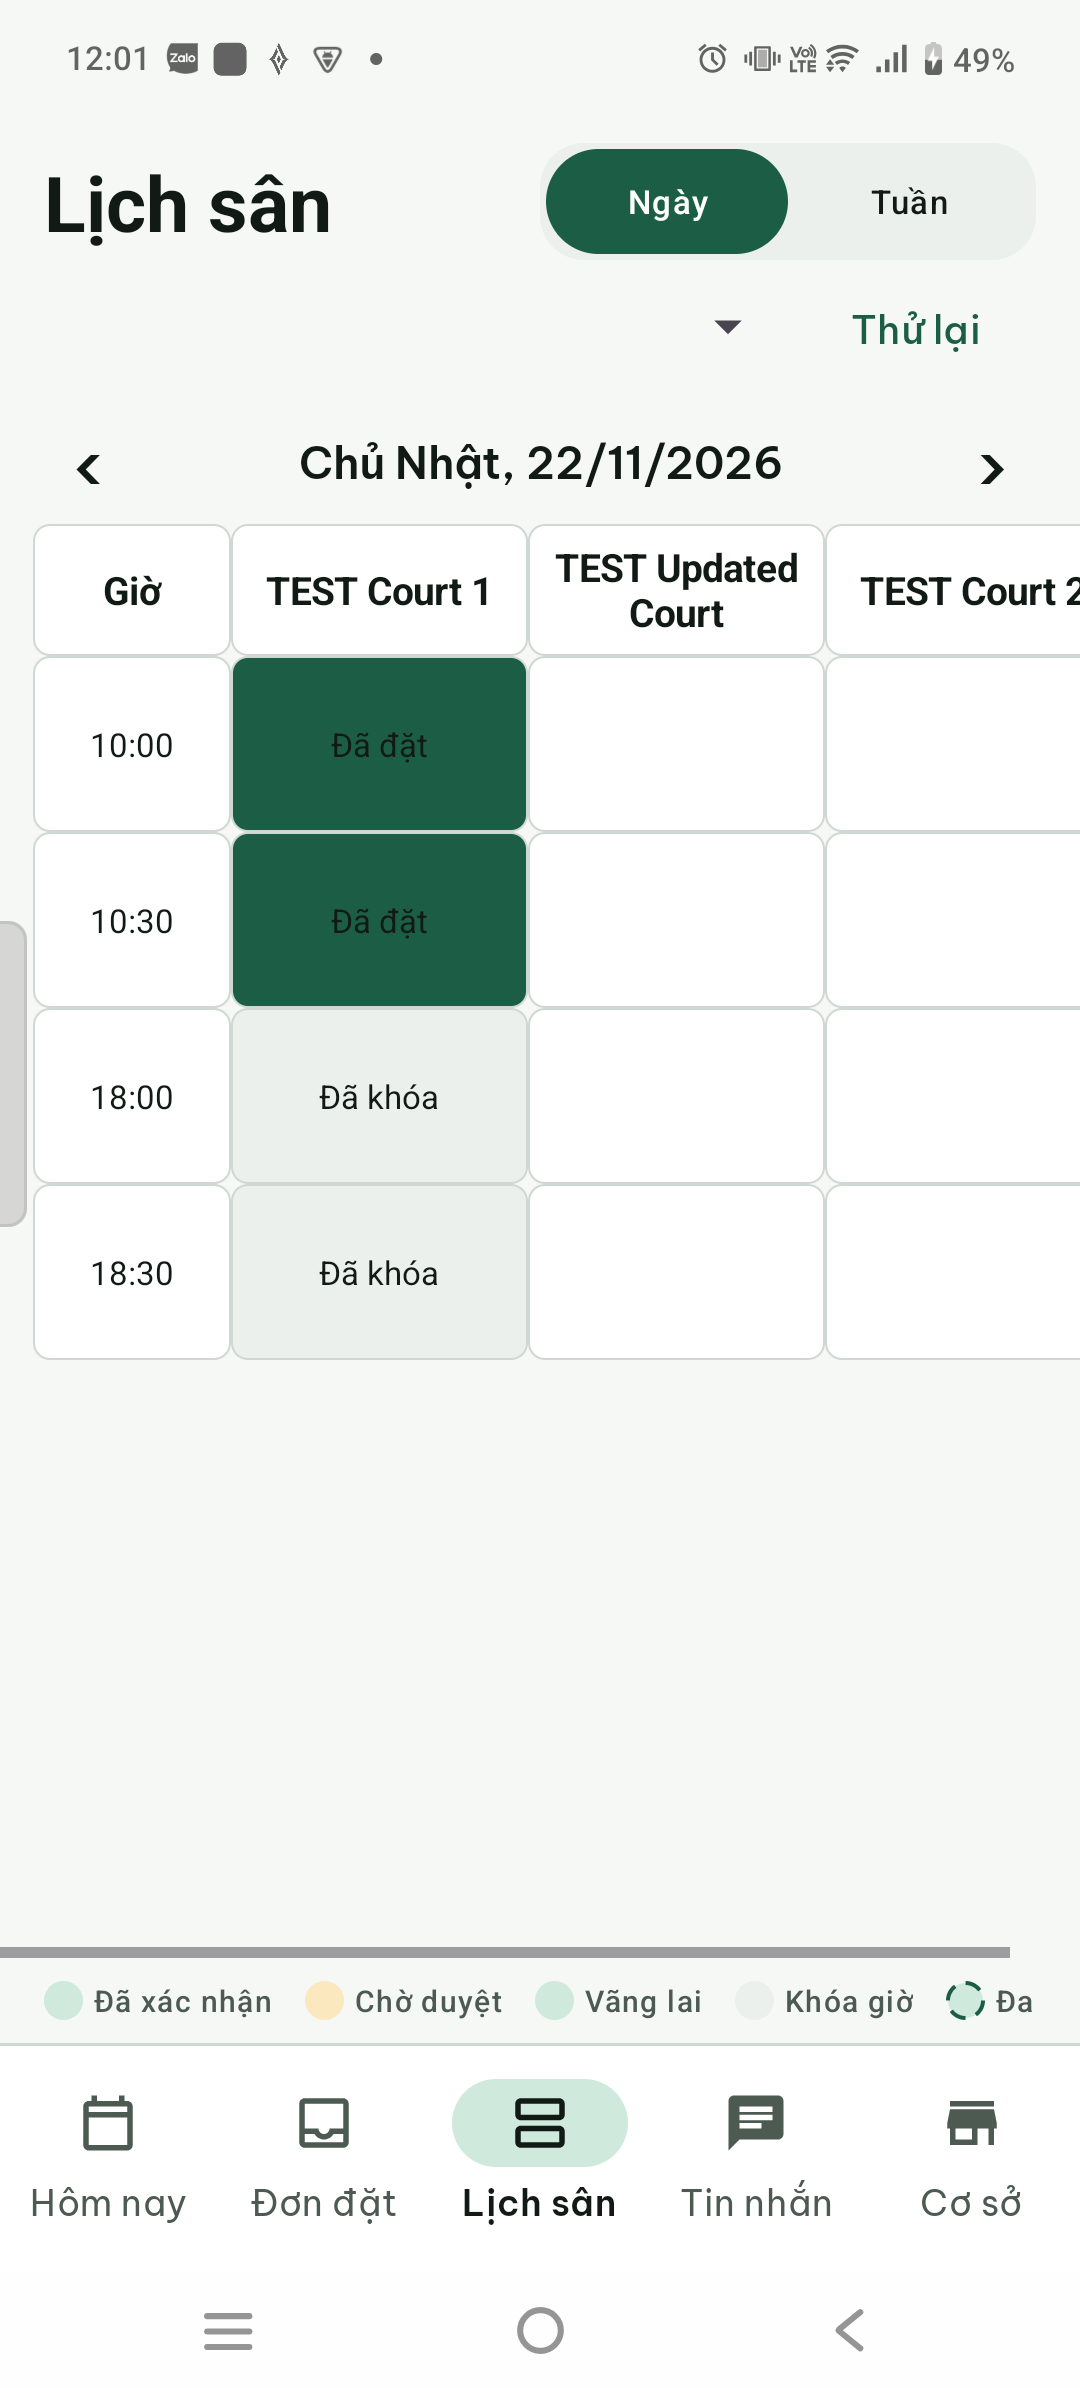 12:01 Zalo VoLTE 49%
Lịch sân
Ngày Tuần
Thử lại
Chủ Nhật, 22/11/2026
Giờ TEST Court 1 TEST Updated Court TEST Court 2
10:00 Đã đặt
10:30 Đã đặt
18:00 Đã khóa
18:30 Đã khóa
Đã xác nhận Chờ duyệt Vãng lai Khóa giờ Đa
Hôm nay Đơn đặt Lịch sân Tin nhắn Cơ sở